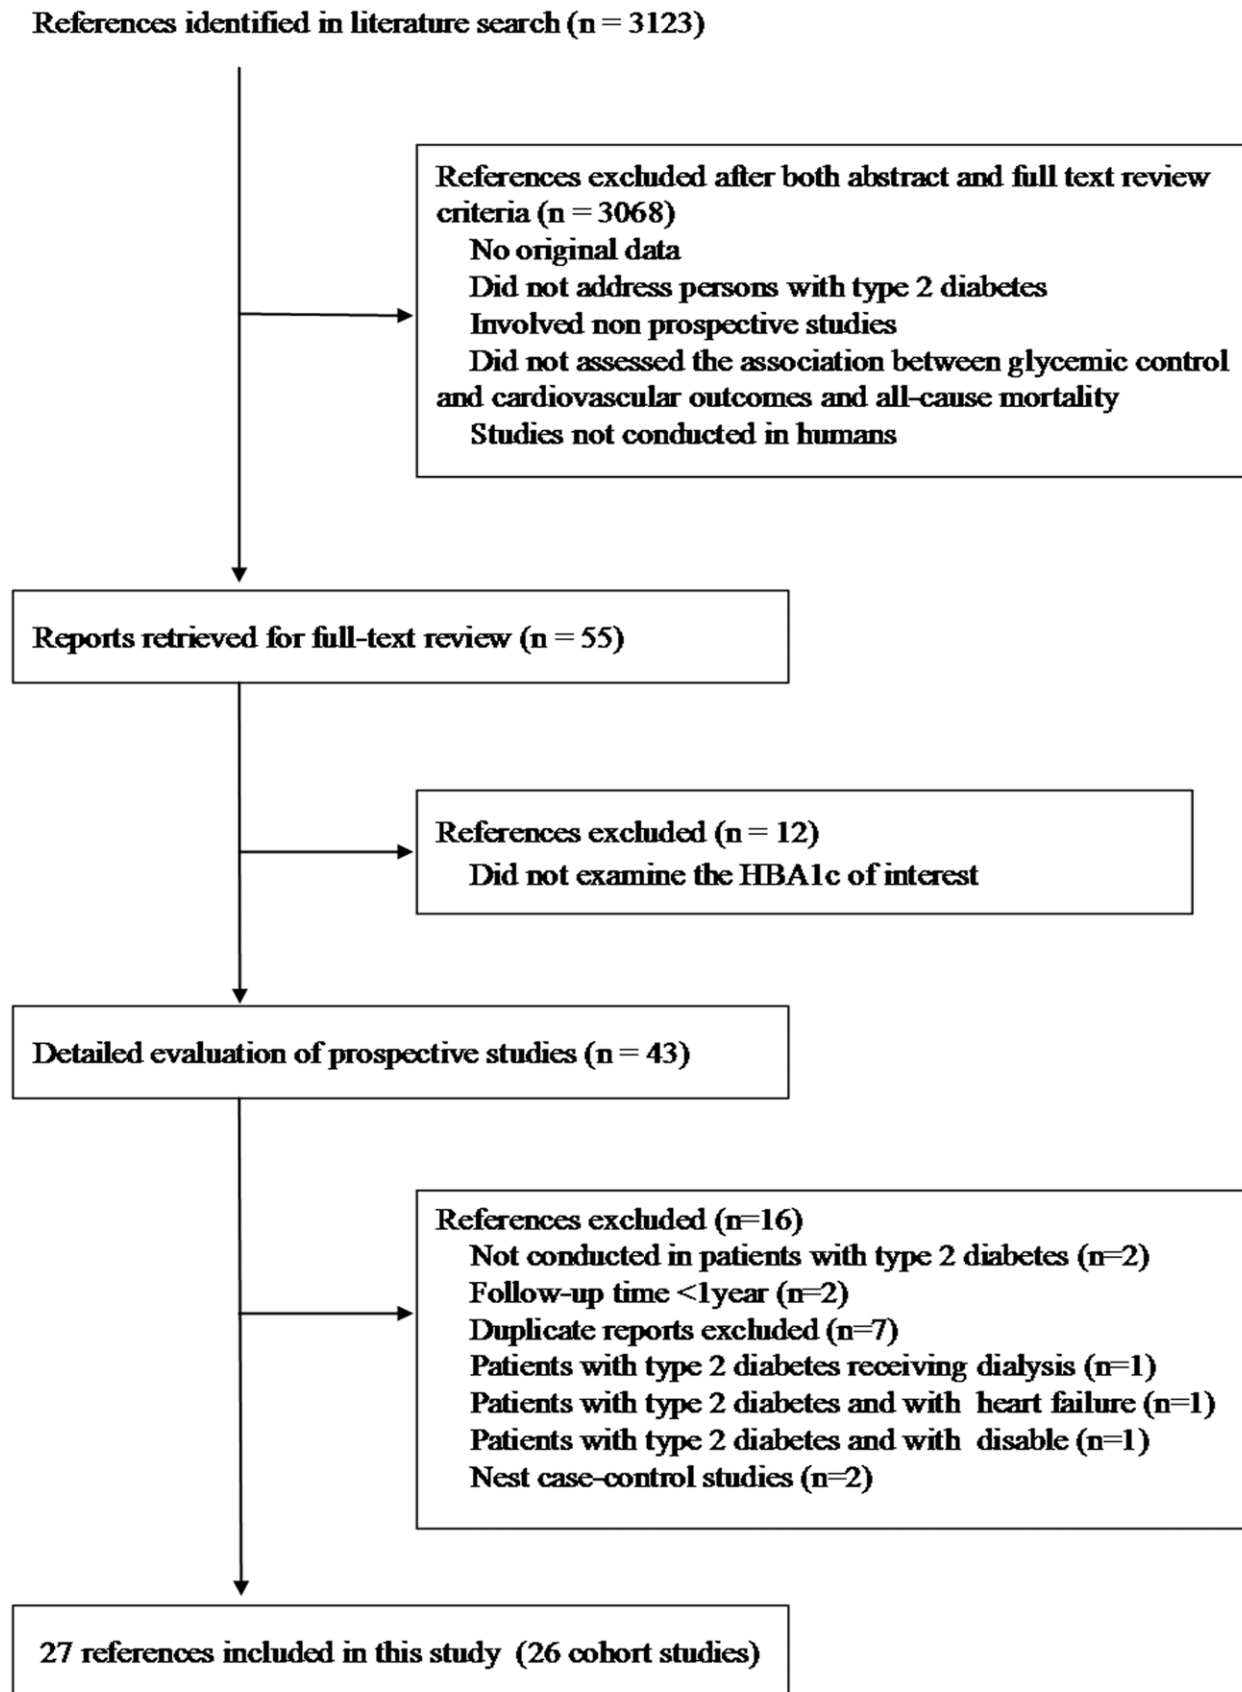 References identified in literature search (n = 3123)
References excluded after both abstract and full text review
criteria (n = 3068)
No original data
Did not address persons with type 2 diabetes
Involved non prospective studies
Did not assessed the association between glycemic control
and cardiovascular outcomes and all-cause mortality
Studies not conducted in humans
Reports retrieved for full-text review (n = 55)
References excluded (n = 12)
Did not examine the HBA1c of interest
Detailed evaluation of prospective studies (n = 43)
References excluded (n=16)
Not conducted in patients with type 2 diabetes (n=2)
Follow-up time <1year (n=2)
Duplicate reports excluded (n=7)
Patients with type 2 diabetes receiving dialysis (n=1)
Patients with type 2 diabetes and with heart failure (n=1)
Patients with type 2 diabetes and with disable (n=1)
Nest case-control studies (n=2)
27 references included in this study (26 cohort studies)